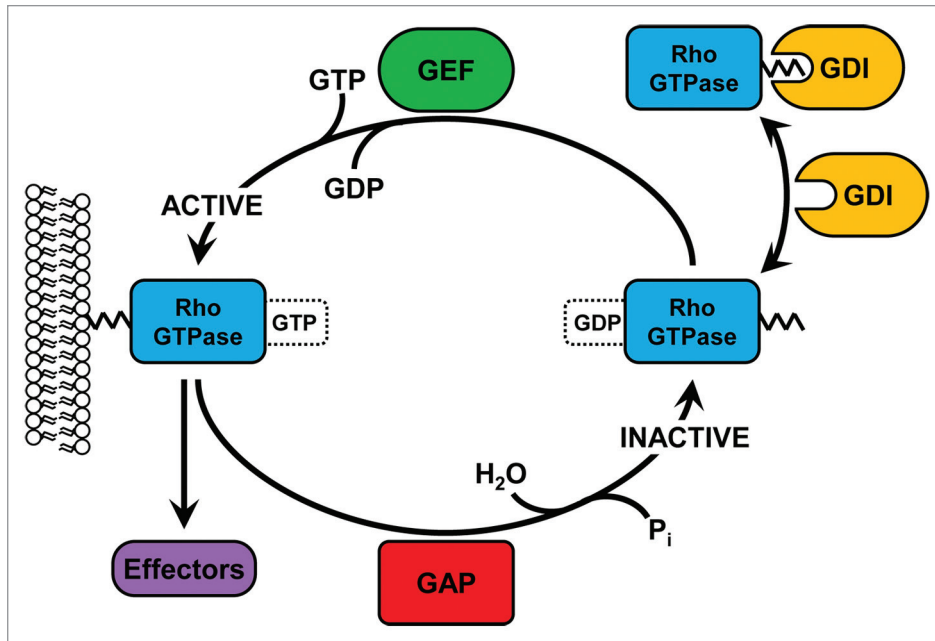 GEF
Rho
GTPase
GDI
GTP
GDP
GDI
ACTIVE
Rho
GTPase
GTP
GDP
Rho
GTPase
INACTIVE
H₂O
Pᵢ
Effectors
GAP